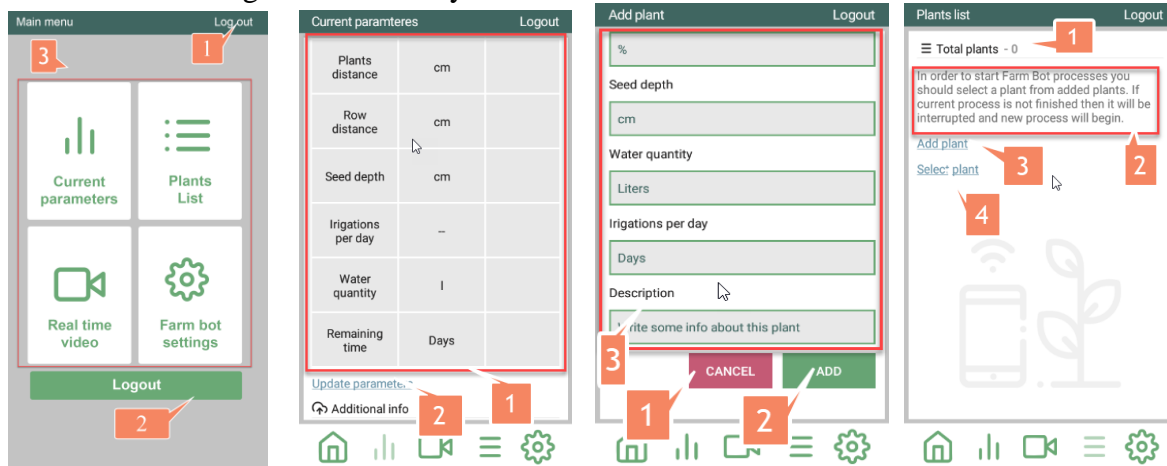 Main menu
Logout
1
3
Current
parameters
Plants
List
Real time
video
Farm bot
settings
Logout
2
Current paramteres
Logout
Plants
distance
cm
Row
distance
cm
Seed depth
cm
Irigations
per day
--
Water
quantity
l
Remaining
time
Days
1
Update
2
Additional info
Add plant
Logout
%
Seed depth
cm
Water quantity
Liters
Irigations per day
Days
Description
Write some info about this plant
3
CANCEL
ADD
1
2
Plants list
Logout
Total plants - 0
1
In order to start Farm Bot processes you
should select a plant from added plants. If
current process is not finished then it will be
interrupted and new process will begin.
2
Add plant
3
Select plant
4